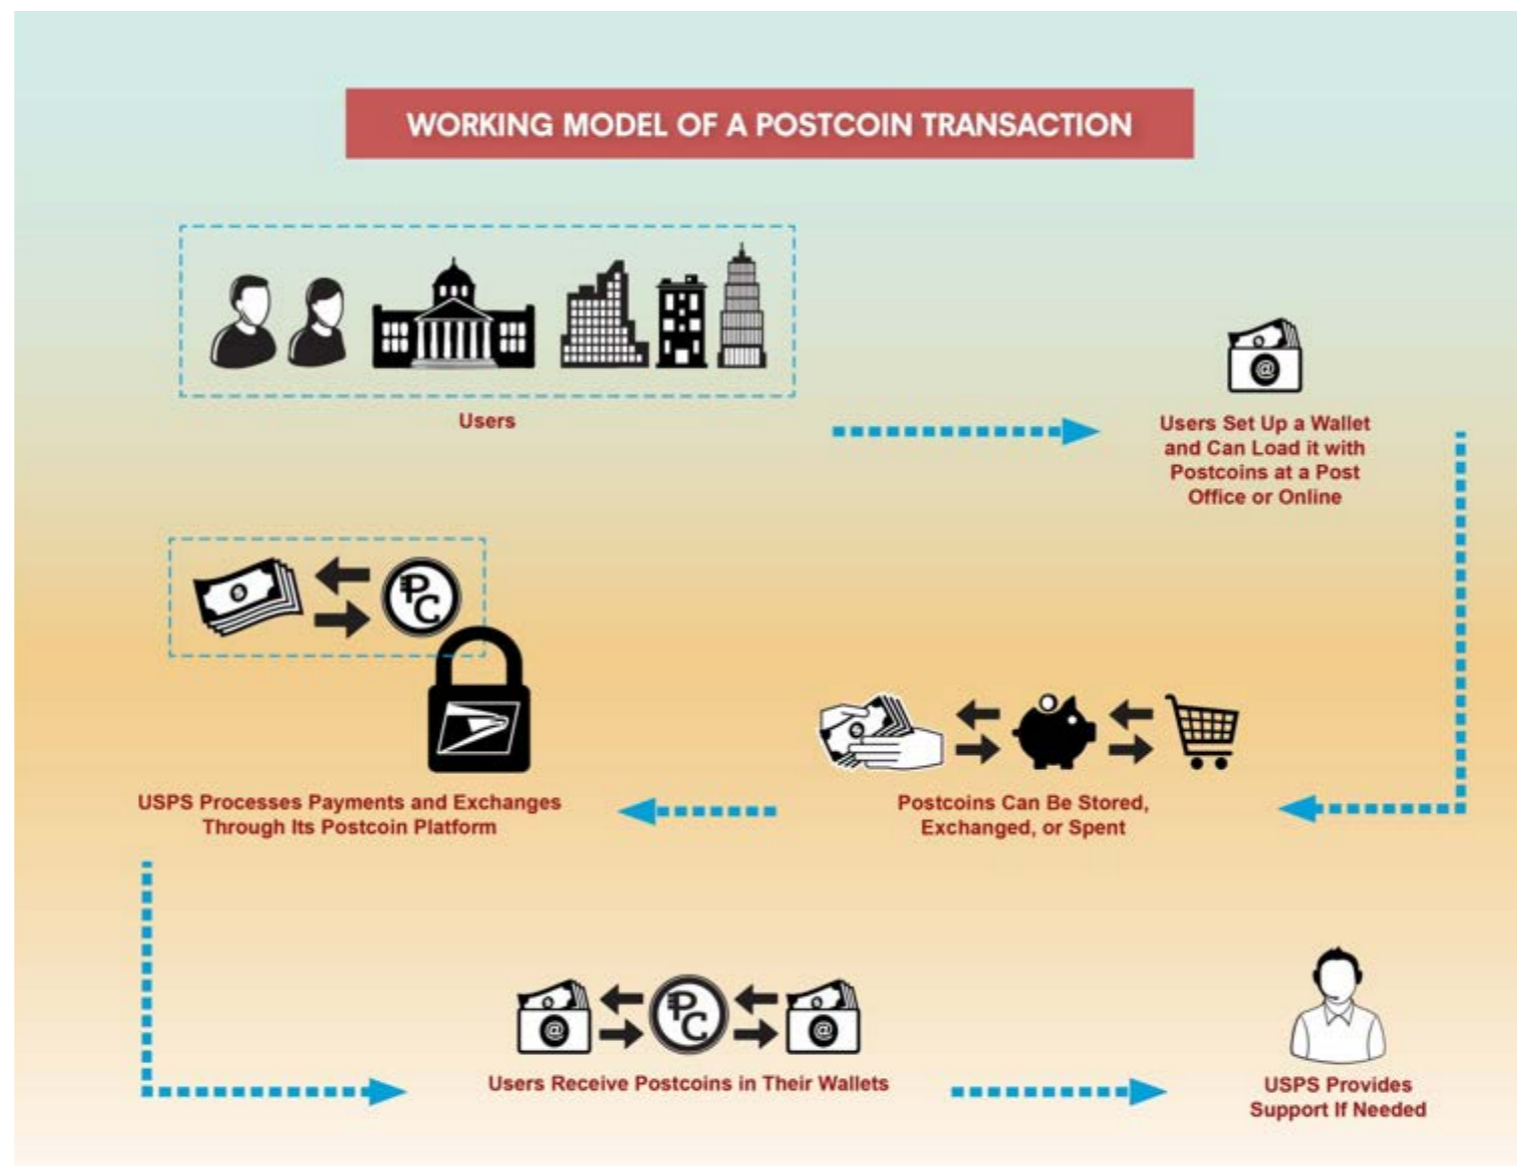 WORKING MODEL OF A POSTCOIN TRANSACTION
Users
@
Users Set Up a Wallet
and Can Load it with
Postcoins at a Post
Office or Online
PC
USPS Processes Payments and Exchanges
Through Its Postcoin Platform
Postcoins Can Be Stored,
Exchanged, or Spent
@ PC @
Users Receive Postcoins in Their Wallets
USPS Provides
Support If Needed